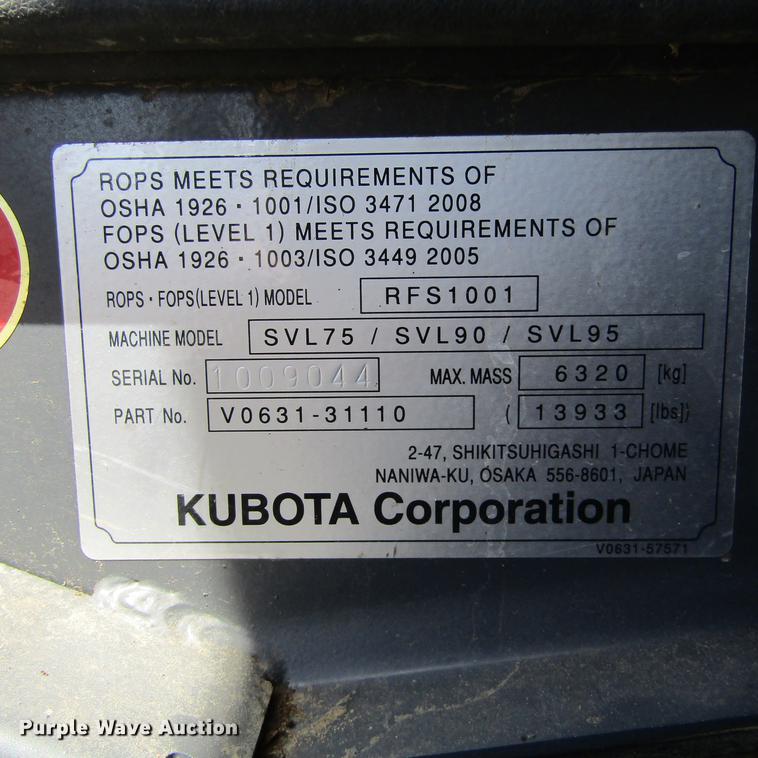 ROPS MEETS REQUIREMENTS OF
OSHA 1926・1001/ISO 3471 2008
FOPS (LEVEL 1) MEETS REQUIREMENTS OF
OSHA 1926・1003/ISO 3449 2005
ROPS・FOPS(LEVEL 1) MODEL RFS1001
MACHINE MODEL SVL75 / SVL90 / SVL95
SERIAL No. 1009044 MAX. MASS 6320 [kg]
PART No. V0631-31110 ( 13933 [lbs])
2-47, SHIKITSUHIGASHI 1-CHOME
NANIWA-KU, OSAKA 556-8601, JAPAN
KUBOTA Corporation
V0631-57571
Purple Wave Auction